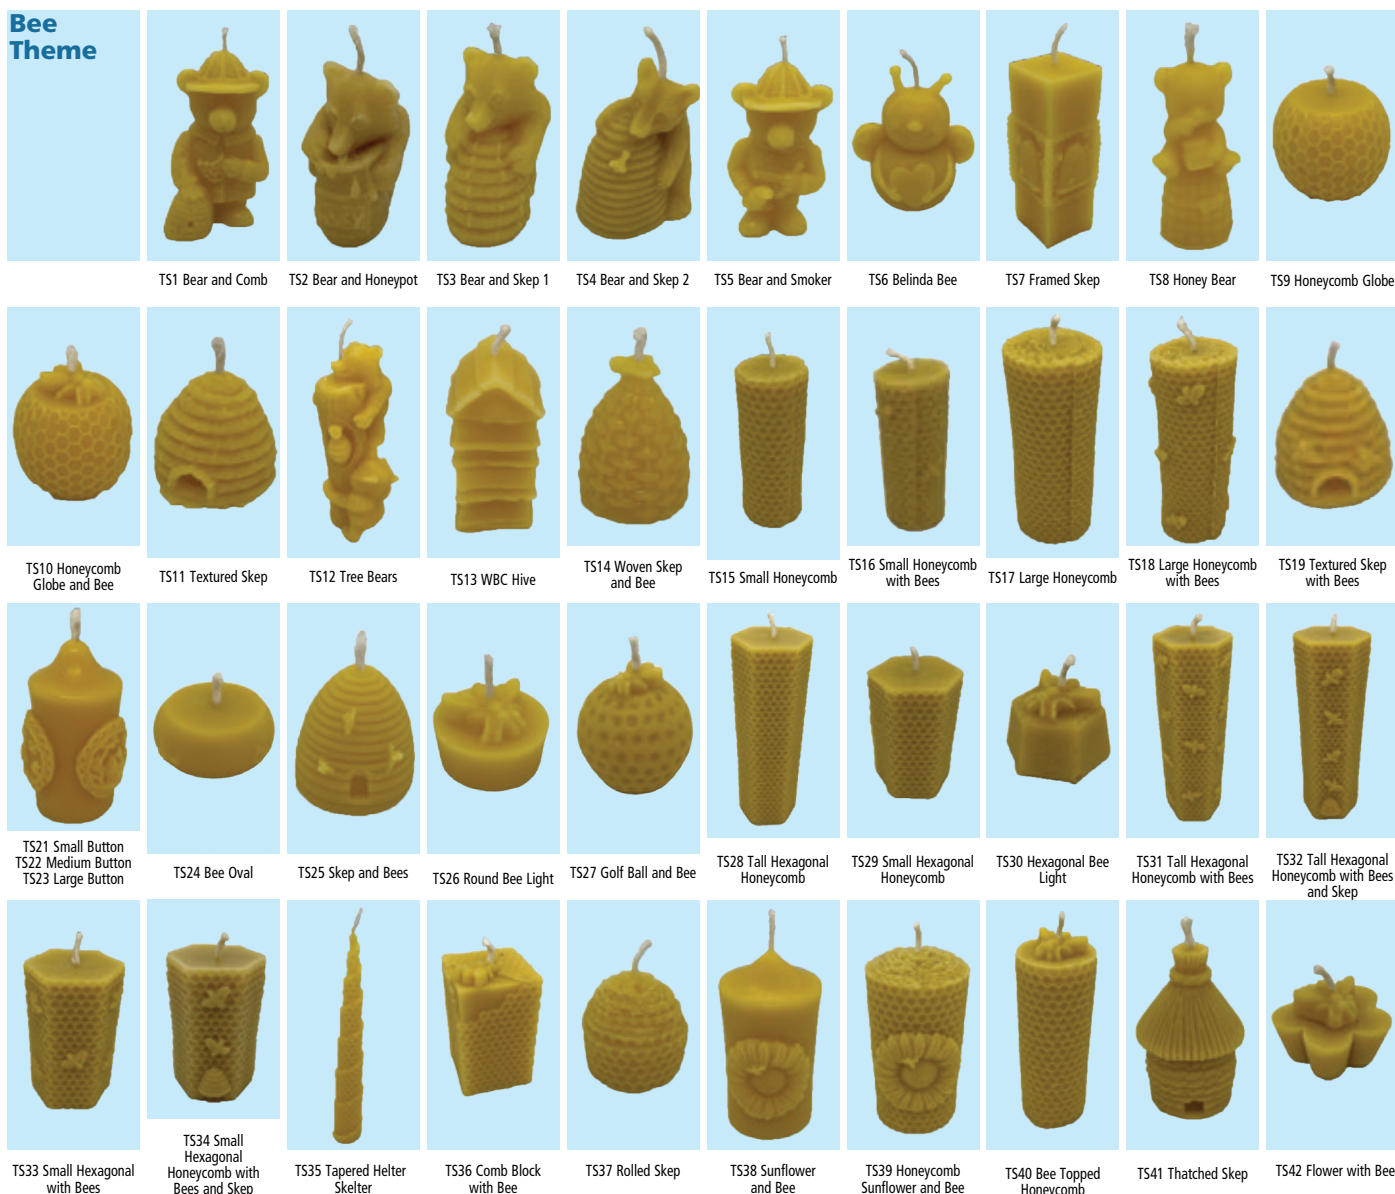 Bee
Theme
TS1 Bear and Comb
TS2 Bear and Honeypot
TS3 Bear and Skep 1
TS4 Bear and Skep 2
TS5 Bear and Smoker
TS6 Belinda Bee
TS7 Framed Skep
TS8 Honey Bear
TS9 Honeycomb Globe
TS10 Honeycomb
Globe and Bee
TS11 Textured Skep
TS12 Tree Bears
TS13 WBC Hive
TS14 Woven Skep
and Bee
TS15 Small Honeycomb
TS16 Small Honeycomb
with Bees
TS17 Large Honeycomb
TS18 Large Honeycomb
with Bees
TS19 Textured Skep
with Bees
TS21 Small Button
TS22 Medium Button
TS23 Large Button
TS24 Bee Oval
TS25 Skep and Bees
TS26 Round Bee Light
TS27 Golf Ball and Bee
TS28 Tall Hexagonal
Honeycomb
TS29 Small Hexagonal
Honeycomb
TS30 Hexagonal Bee
Light
TS31 Tall Hexagonal
Honeycomb with Bees
TS32 Tall Hexagonal
Honeycomb with Bees
and Skep
TS33 Small Hexagonal
with Bees
TS34 Small
Hexagonal
Honeycomb with
Bees and Skep
TS35 Tapered Helter
Skelter
TS36 Comb Block
with Bee
TS37 Rolled Skep
TS38 Sunflower
and Bee
TS39 Honeycomb
Sunflower and Bee
TS40 Bee Topped
Honeycomb
TS41 Thatched Skep
TS42 Flower with Bee